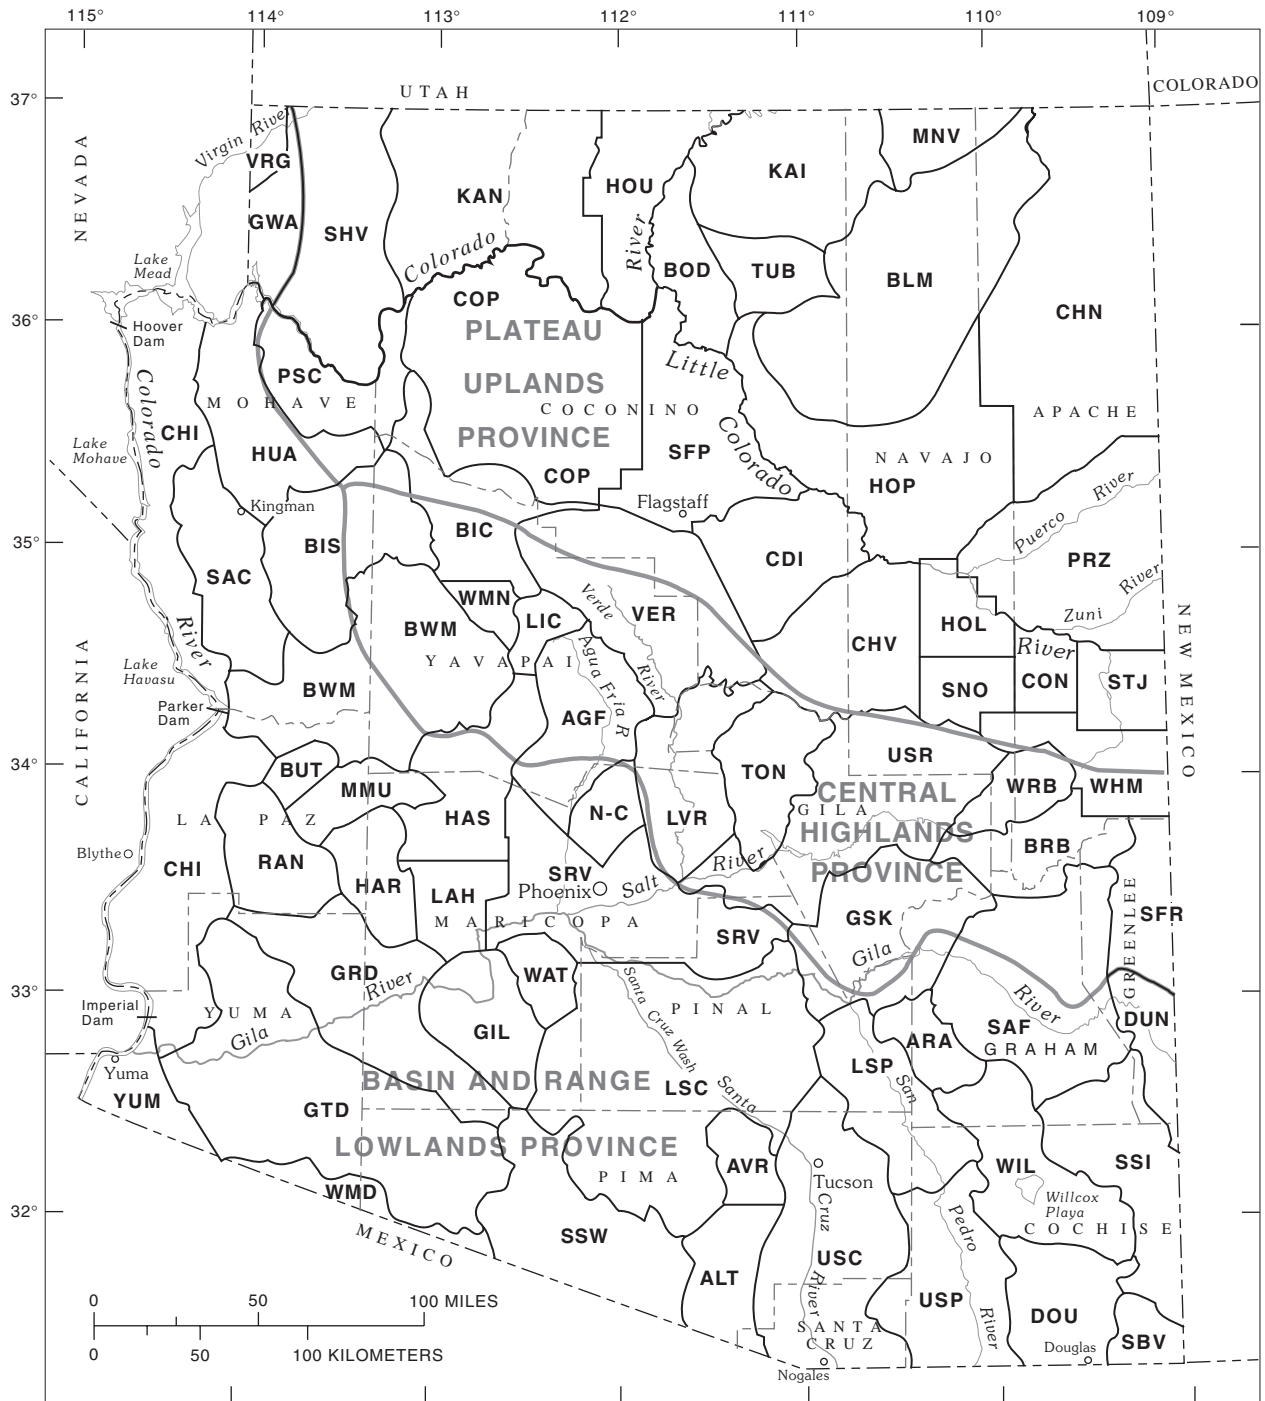 115°
114°
113°
112°
111°
110°
109°
UTAH
COLORADO
37°
NEVADA
Virgin River
VRG
GWA
SHV
KAN
HOU
KAI
MNV
Colorado
River
BOD
TUB
BLM
CHN
Lake
Mead
COP
36°
Hoover
Dam
PLATEAU
UPLANDS
PROVINCE
Colorado
PSC
MOHAVE
COCONINO
Little
Colorado
APACHE
CHI
Lake
Mohave
HUA
COP
SFP
NAVAJO
HOP
Kingman
Flagstaff
Puerco River
35°
BIS
BIC
CDI
PRZ
SAC
WMN
Verde
River
VER
Zuni River
BWM
LIC
CHV
HOL
River
NEW MEXICO
CALIFORNIA
River
YAVAPAI
Agua Fria R
Lake
Havasu
BWM
SNO
CON
STJ
Parker
Dam
AGF
34°
BUT
MMU
TON
USR
WRB
WHM
CENTRAL
HIGHLANDS
PROVINCE
LA PAZ
HAS
N-C
LVR
GILA
Blythe
BRB
CHI
RAN
HAR
LAH
SRV
Phoenix
Salt River
MARICOPA
GSK
GREENLEE
SFR
SRV
Gila
33°
GRD
River
WAT
Santa Cruz Wash
PINAL
River
Imperial
Dam
YUMA
Gila
GIL
SAF
DUN
ARA
GRAHAM
Yuma
LSP
YUM
BASIN AND RANGE
LOWLANDS PROVINCE
LSC
Santa
San
GTD
AVR
WIL
SSI
PIMA
Tucson
WMD
Willcox
Playa
32°
MEXICO
SSW
Cruz
Pedro
COCHISE
USC
ALT
River
USP
River
DOU
SANTA
CRUZ
Douglas
SBV
Nogales
0 50 100 MILES
0 50 100 KILOMETERS